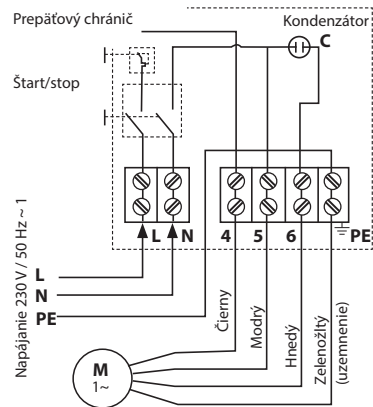 Prepäťový chránič
Kondenzátor
C
Štart/stop
L N 4 5 6 PE
Napájanie 230 V / 50 Hz ~ 1
L
N
PE
Čierny
Modrý
Hnedý
Zelenožltý
(uzemnenie)
M
1~